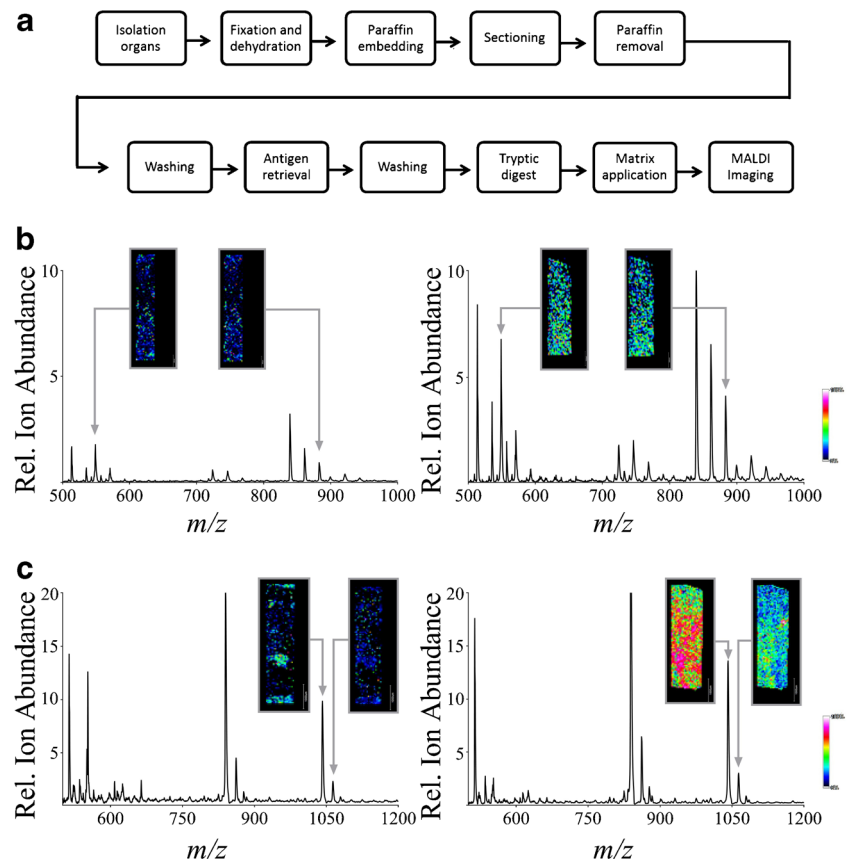 a
Isolation
organs
Fixation and
dehydration
Paraffin
embedding
Sectioning
Paraffin
removal
Washing
Antigen
retrieval
Washing
Tryptic
digest
Matrix
application
MALDI
Imaging
b
Rel. Ion Abundance
10
5
500 600 700 800 900 1000
m/z
Rel. Ion Abundance
10
5
500 600 700 800 900 1000
m/z
c
Rel. Ion Abundance
20
15
10
5
600 750 900 1050 1200
m/z
Rel. Ion Abundance
20
15
10
5
600 750 900 1050 1200
m/z